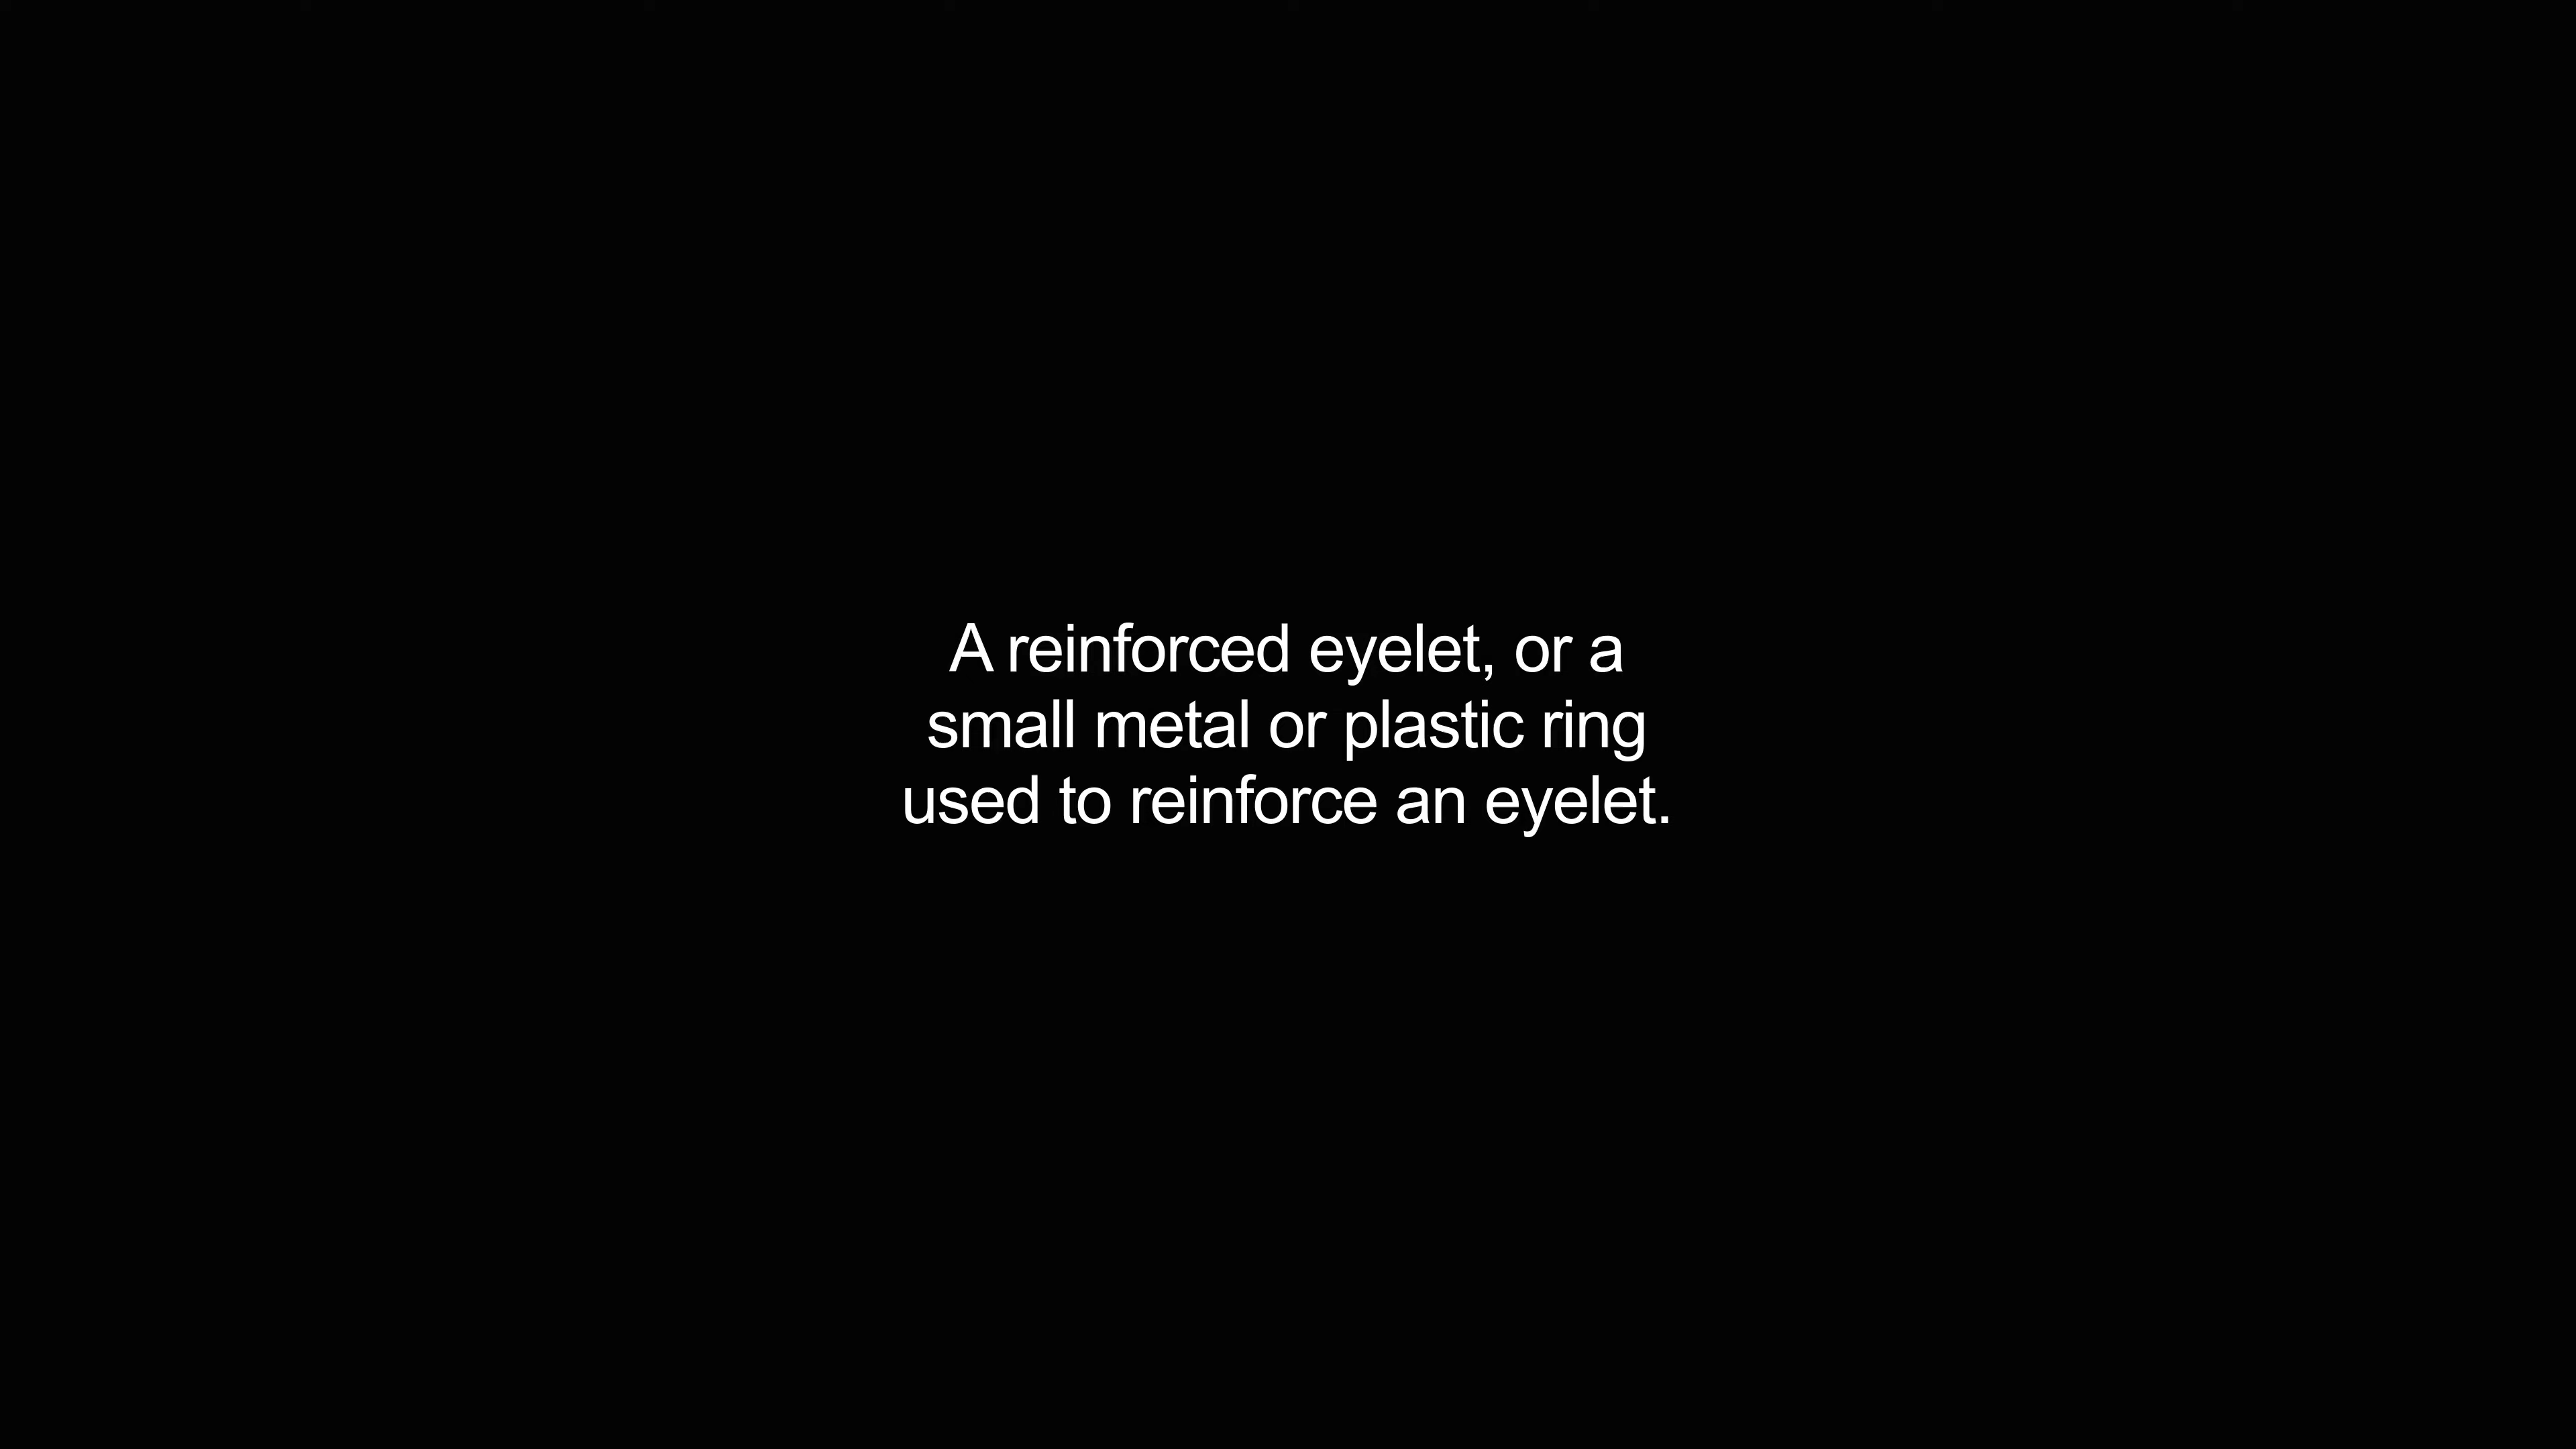 A reinforced eyelet, or a
small metal or plastic ring
used to reinforce an eyelet.